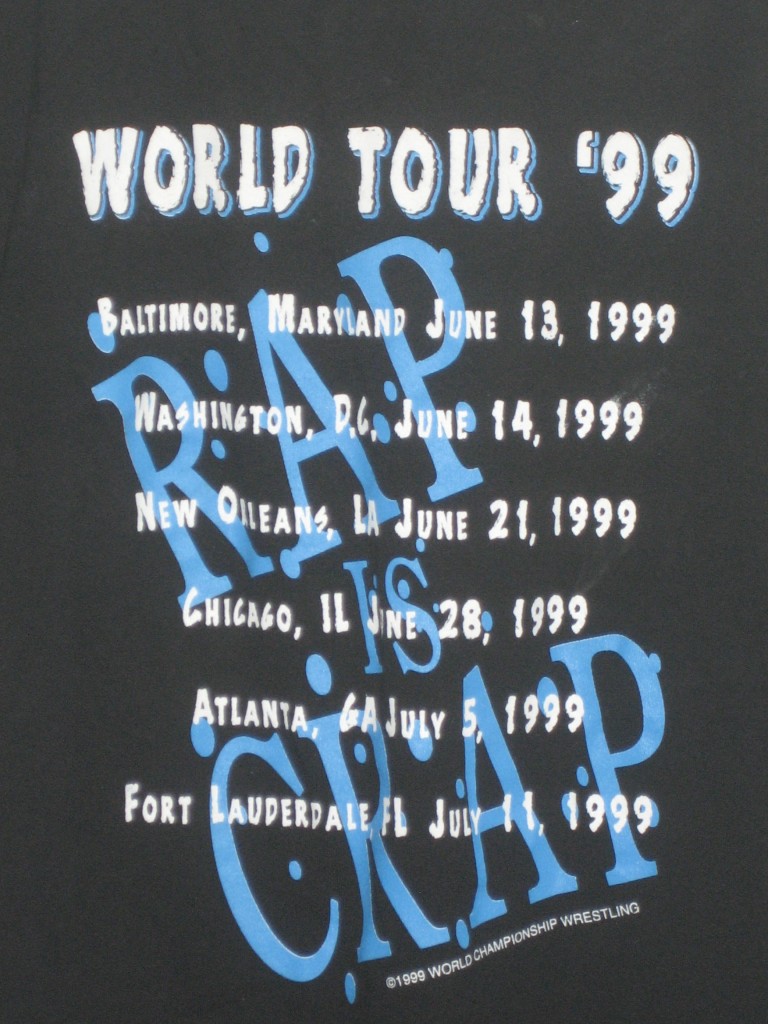 WORLD TOUR '99
BALTIMORE, MARYLAND JUNE 13, 1999
WASHINGTON, D.C. JUNE 14, 1999
NEW ORLEANS, LA JUNE 21, 1999
CHICAGO, IL JUNE 28, 1999
ATLANTA, GA JULY 5, 1999
FORT LAUDERDALE, FL JULY 11, 1999
RAP
IS
CRAP
©1999 WORLD CHAMPIONSHIP WRESTLING